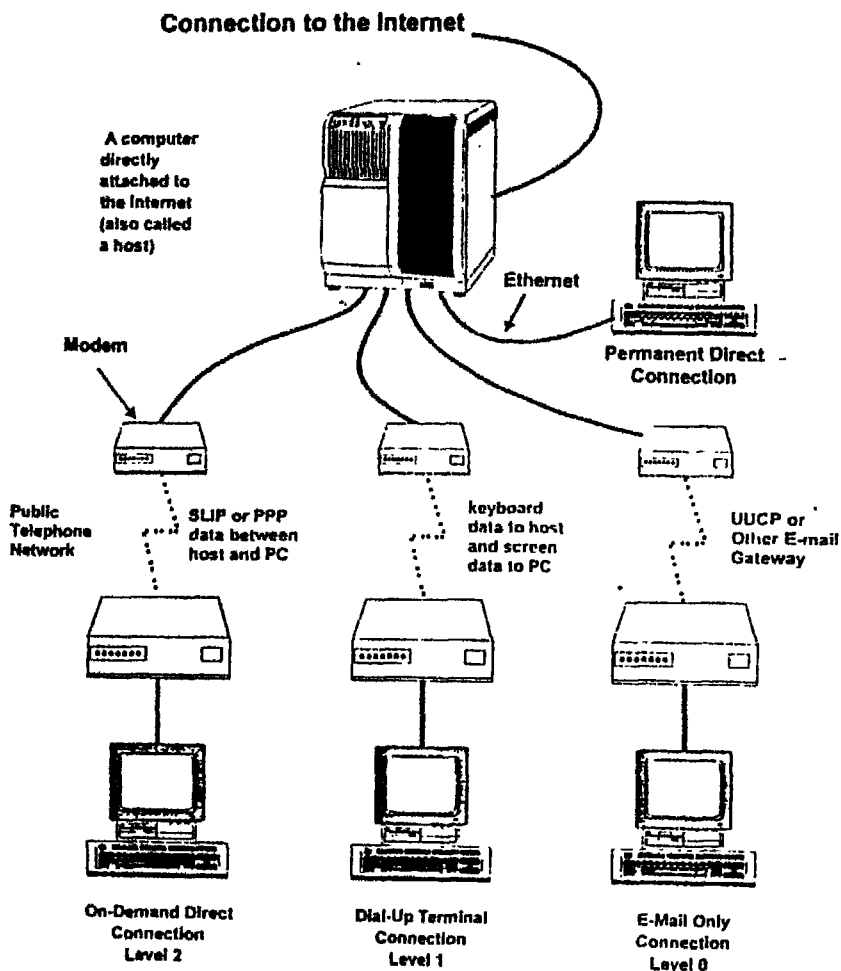 Connection to the Internet
A computer
directly
attached to
the Internet
(also called
a host)
Ethernet
Permanent Direct
Connection
Modem
Public
Telephone
Network
SLIP or PPP
data between
host and PC
keyboard
data to host
and screen
data to PC
UUCP or
Other E-mail
Gateway
On-Demand Direct
Connection
Level 2
Dial-Up Terminal
Connection
Level 1
E-Mail Only
Connection
Level 0